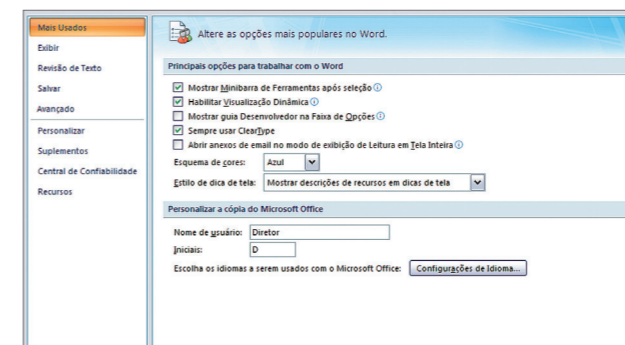 Mais Usados
Exibir
Revisão de Texto
Salvar
Avançado
Personalizar
Suplementos
Central de Confiabilidade
Recursos
Altere as opções mais populares no Word.
Principais opções para trabalhar com o Word
Mostrar Minibarra de Ferramentas após seleção
Habilitar Visualização Dinâmica
Mostrar guia Desenvolvedor na Faixa de Opções
Sempre usar ClearType
Abrir anexos de email no modo de exibição de Leitura em Tela Inteira
Esquema de cores: Azul
Estilo de dica de tela: Mostrar descrições de recursos em dicas de tela
Personalizar a cópia do Microsoft Office
Nome de usuário: Diretor
Iniciais: D
Escolha os idiomas a serem usados com o Microsoft Office: Configurações de Idioma...